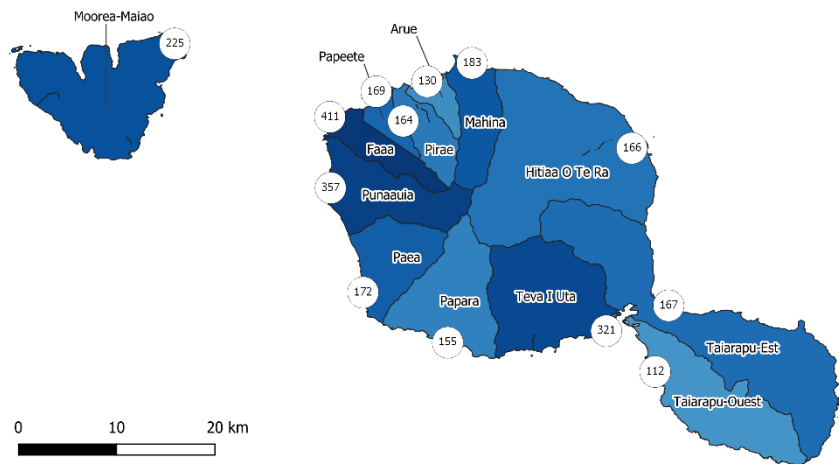 Moorea-Maiao
225
Arue
Papeete
183
130
169
411
164
Mahina
Pirae
Faaa
166
Hitiaa O Te Ra
357
Punaauia
Paea
Teva I Uta
172
Papara
167
321
155
Taiarapu-Est
112
Taiarapu-Ouest
0 10 20 km